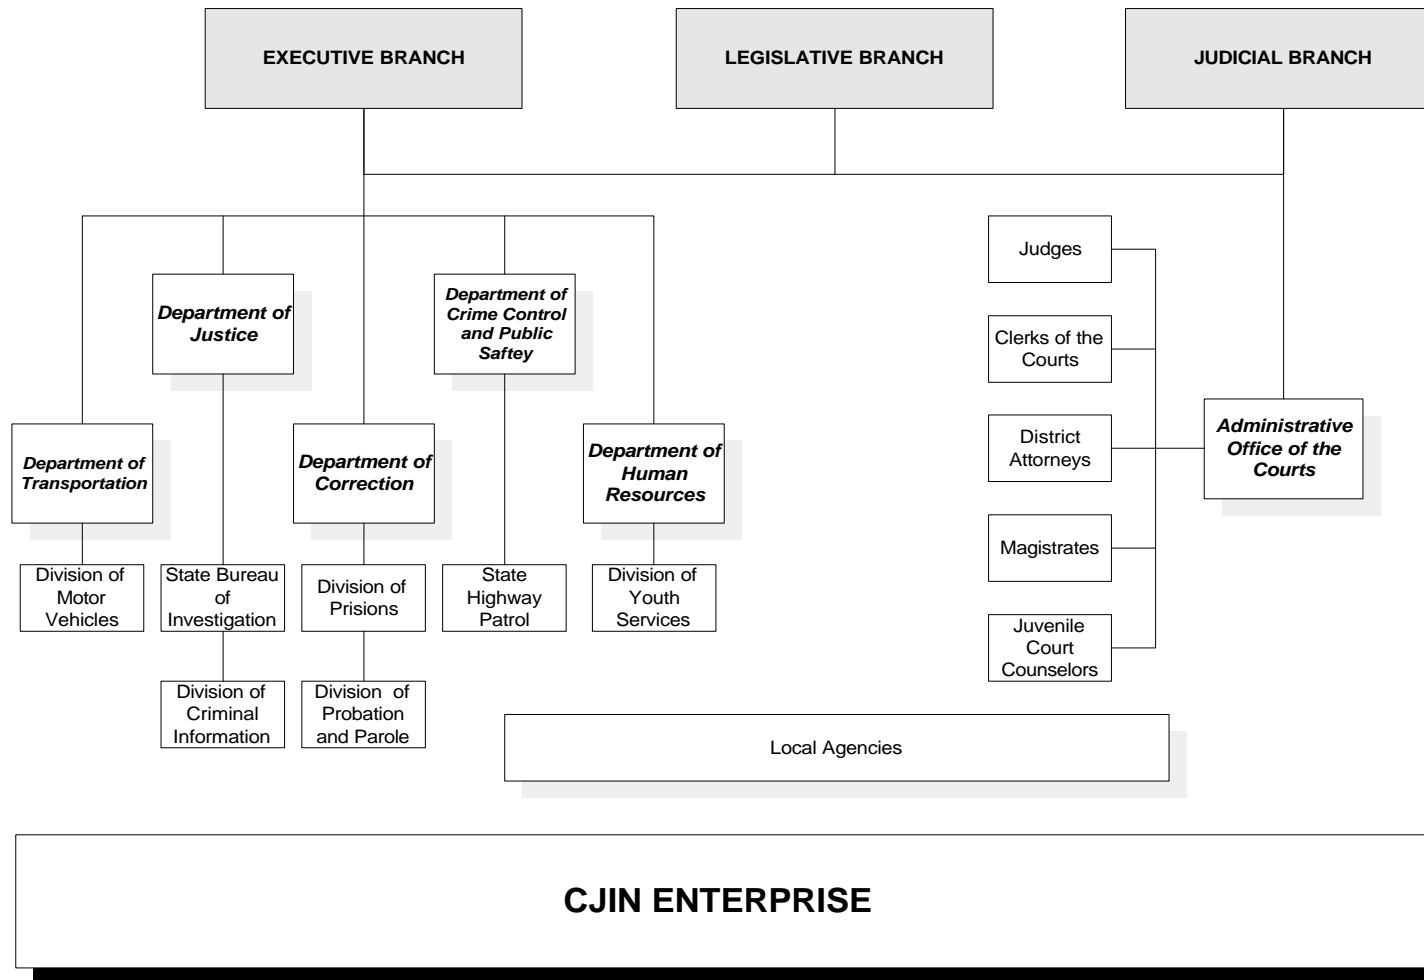 EXECUTIVE BRANCH
LEGISLATIVE BRANCH
JUDICIAL BRANCH
Judges
Department of
Justice
Department of
Crime Control
and Public
Saftey
Clerks of the
Courts
Department of
Transportation
Department of
Correction
Department of
Human
Resources
District
Attorneys
Administrative
Office of the
Courts
Magistrates
Division of
Motor
Vehicles
State Bureau
of
Investigation
Division of
Prisions
State
Highway
Patrol
Division of
Youth
Services
Juvenile
Court
Counselors
Division of
Criminal
Information
Division of
Probation
and Parole
Local Agencies
CJIN ENTERPRISE